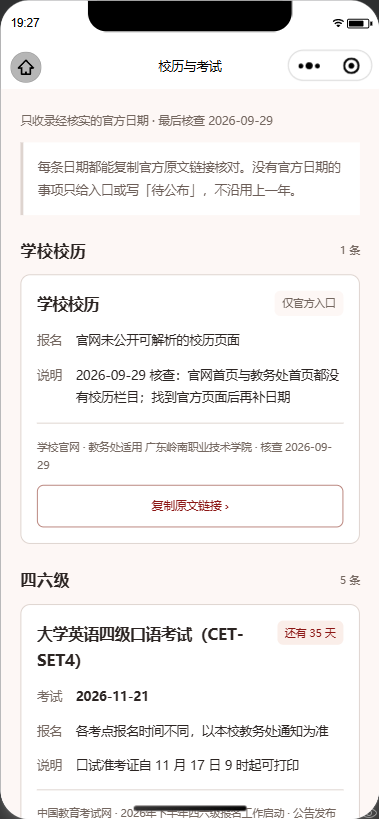 19:27
校历与考试
只收录经核实的官方日期 · 最后核查 2026-09-29
每条日期都能复制官方原文链接核对。没有官方日期的
事项只给入口或写「待公布」，不沿用上一年。
学校校历
1 条
学校校历
仅官方入口
报名 官网未公开可解析的校历页面
说明 2026-09-29 核查：官网首页与教务处首页都没
有校历栏目；找到官方页面后再补日期
学校官网 · 教务处适用 广东岭南职业技术学院 · 核查 2026-09-
29
复制原文链接 ›
四六级
5 条
大学英语四级口语考试（CET-
SET4）
还有 35 天
考试 2026-11-21
报名 各考点报名时间不同，以本校教务处通知为准
说明 口试准考证自 11 月 17 日 9 时起可打印
中国教育考试网 · 2026年下半年四六级报名工作启动 · 公告发布